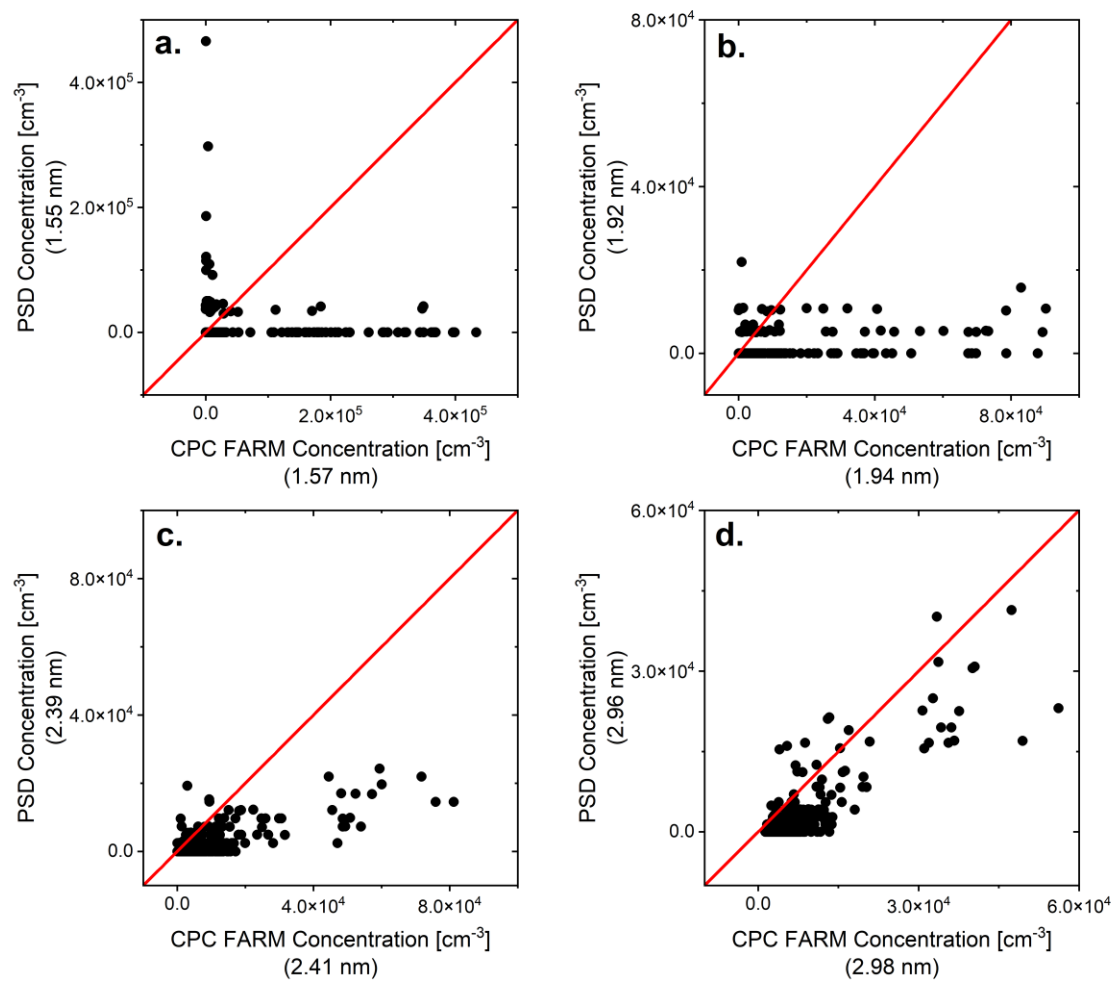 a.
PSD Concentration [cm⁻³]
(1.55 nm)
4.0×10⁵
2.0×10⁵
0.0
0.0
2.0×10⁵
4.0×10⁵
CPC FARM Concentration [cm⁻³]
(1.57 nm)
b.
PSD Concentration [cm⁻³]
(1.92 nm)
8.0×10⁴
4.0×10⁴
0.0
0.0
4.0×10⁴
8.0×10⁴
CPC FARM Concentration [cm⁻³]
(1.94 nm)
c.
PSD Concentration [cm⁻³]
(2.39 nm)
8.0×10⁴
4.0×10⁴
0.0
0.0
4.0×10⁴
8.0×10⁴
CPC FARM Concentration [cm⁻³]
(2.41 nm)
d.
PSD Concentration [cm⁻³]
(2.96 nm)
6.0×10⁴
3.0×10⁴
0.0
0.0
3.0×10⁴
6.0×10⁴
CPC FARM Concentration [cm⁻³]
(2.98 nm)